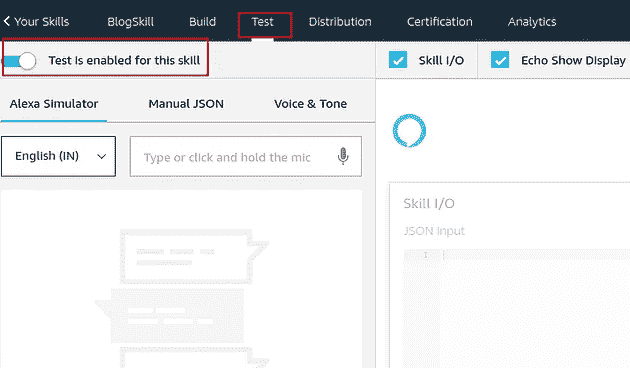 Your Skills BlogSkill Build Test Distribution Certification Analytics
Test is enabled for this skill
Skill I/O Echo Show Display
Alexa Simulator Manual JSON Voice & Tone
English (IN) Type or click and hold the mic
Skill I/O
JSON Input
1